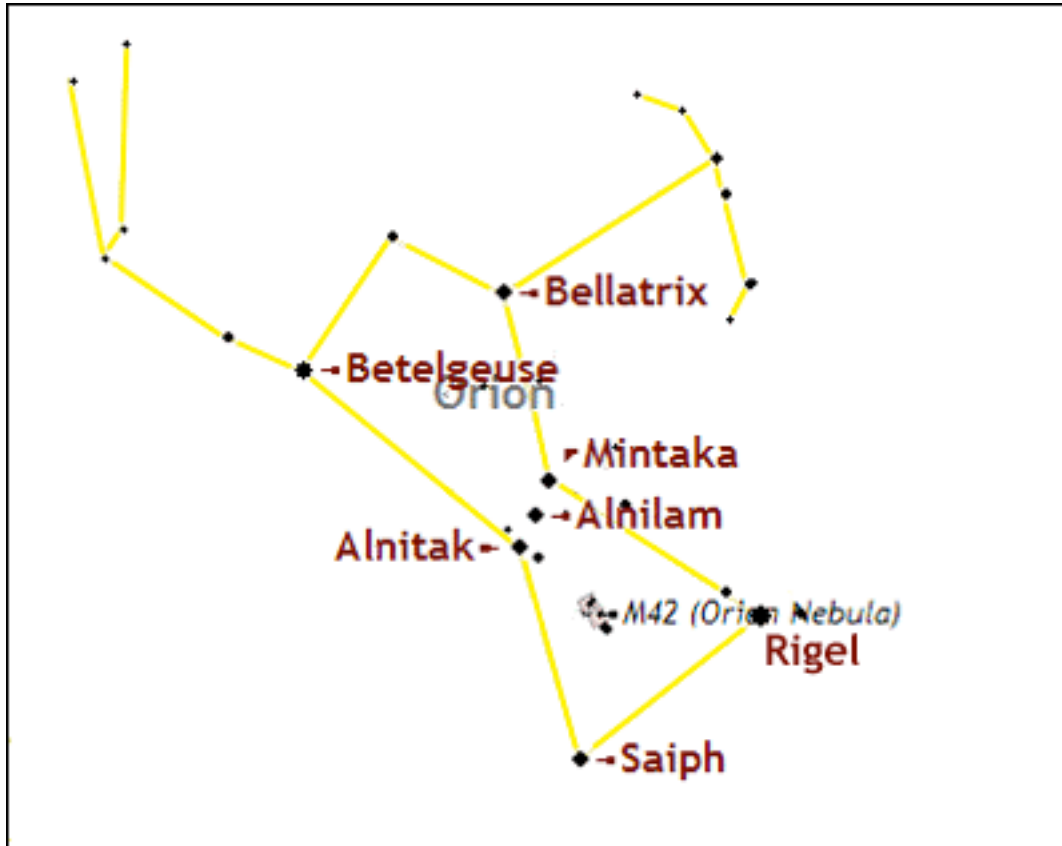 Bellatrix
Betelgeuse
Orion
Mintaka
Alnilam
Alnitak
M42 (Orion Nebula)
Rigel
Saiph